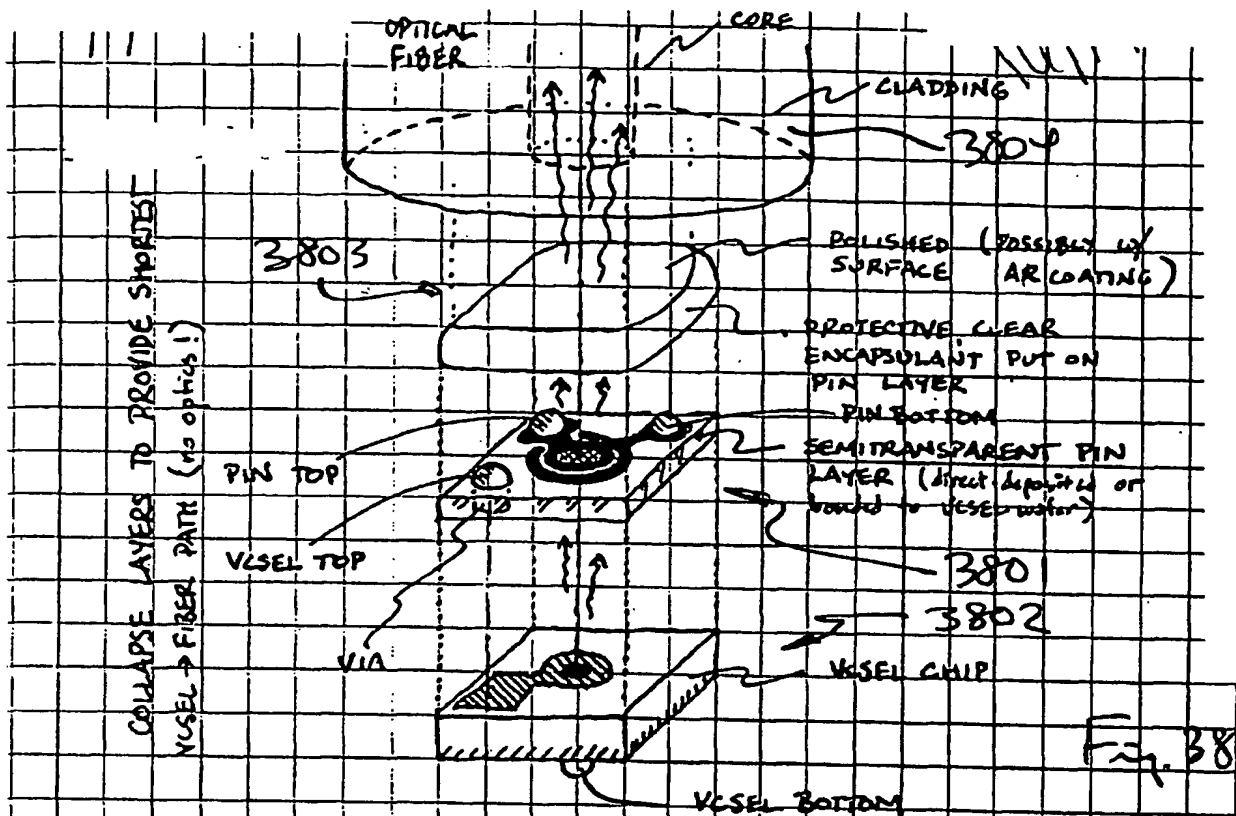 OPTICAL
FIBER
CORE
CLADDING
3804
3803
POLISHED (POSSIBLY W/
SURFACE AR COATING)
PROTECTIVE CLEAR
ENCAPSULANT PUT ON
PIN LAYER
PIN BOTTOM
SEMITRANSPARENT PIN
LAYER (direct deposited or
bonded to VCSEL wafer)
PIN TOP
VCSEL TOP
VIA
3801
3802
VCSEL CHIP
VCSEL BOTTOM
COLLAPSE LAYERS TO PROVIDE SHORTEST
VCSEL → FIBER PATH (no optics!)
Fig. 38